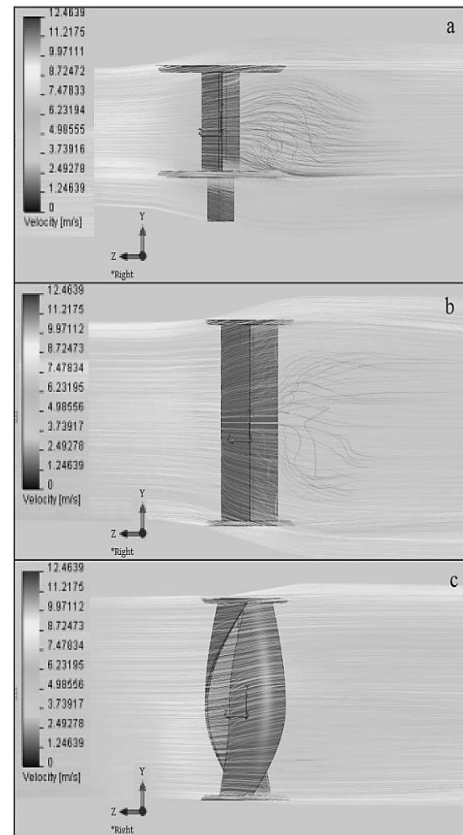 a
12.4639
11.2175
9.97111
8.72472
7.47833
6.23194
4.98555
3.73916
2.49278
1.24639
0
Velocity [m/s]
Y
Z
*Right
b
12.4639
11.2175
9.97112
8.72473
7.47834
6.23195
4.98556
3.73917
2.49278
1.24639
0
Velocity [m/s]
Y
Z
*Right
c
12.4639
11.2175
9.97112
8.72473
7.47834
6.23195
4.98556
3.73917
2.49278
1.24639
0
Velocity [m/s]
Y
Z
*Right